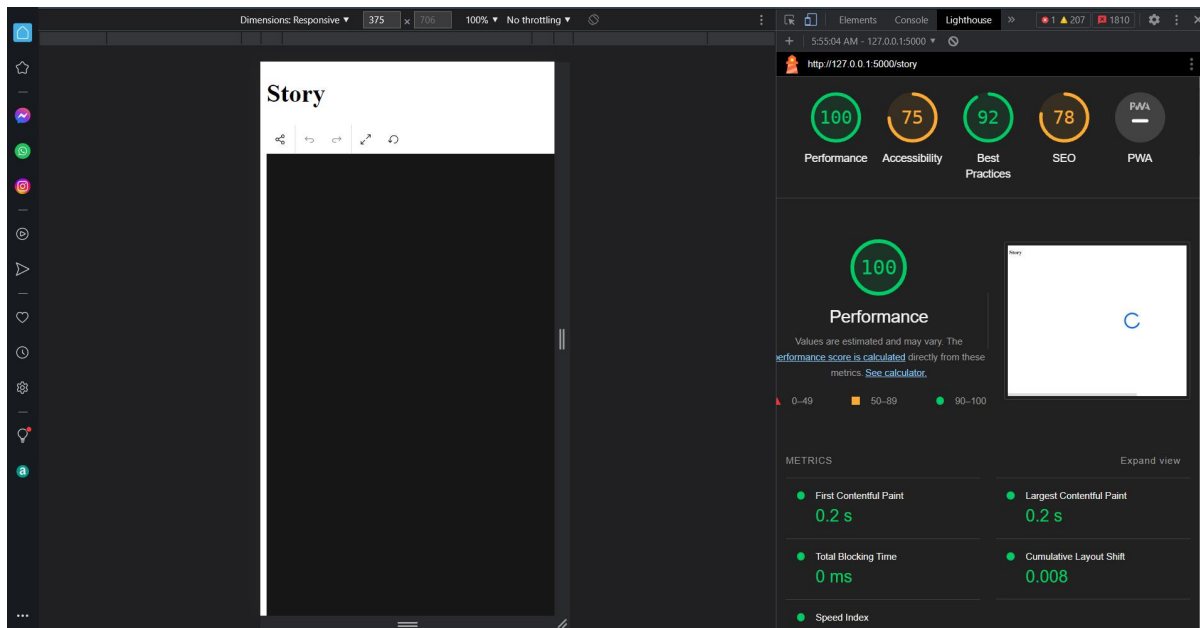 Dimensions: Responsive ▼ 375 × 706 100% ▼ No throttling ▼
Elements Console Lighthouse » 1 207 1810
+ 5:55:04 AM - 127.0.0.1:5000 ▼
http://127.0.0.1:5000/story
Story
100 75 92 78 PWA
Performance Accessibility Best Practices SEO PWA
100
Performance
Values are estimated and may vary. The
performance score is calculated directly from these
metrics. See calculator.
0–49 50–89 90–100
Story
METRICS Expand view
First Contentful Paint
0.2 s
Largest Contentful Paint
0.2 s
Total Blocking Time
0 ms
Cumulative Layout Shift
0.008
Speed Index
a